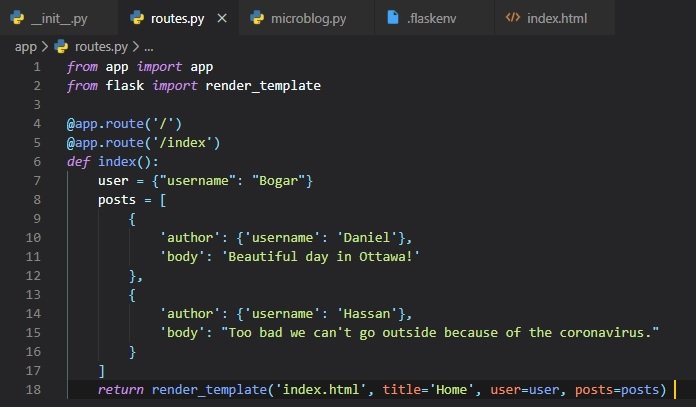 __init__.py routes.py microblog.py .flaskenv index.html
app > routes.py > ...
1 from app import app
2 from flask import render_template
3
4 @app.route('/')
5 @app.route('/index')
6 def index():
7     user = {"username": "Bogar"}
8     posts = [
9         {
10             'author': {'username': 'Daniel'},
11             'body': 'Beautiful day in Ottawa!'
12         },
13         {
14             'author': {'username': 'Hassan'},
15             'body': "Too bad we can't go outside because of the coronavirus."
16         }
17     ]
18     return render_template('index.html', title='Home', user=user, posts=posts)